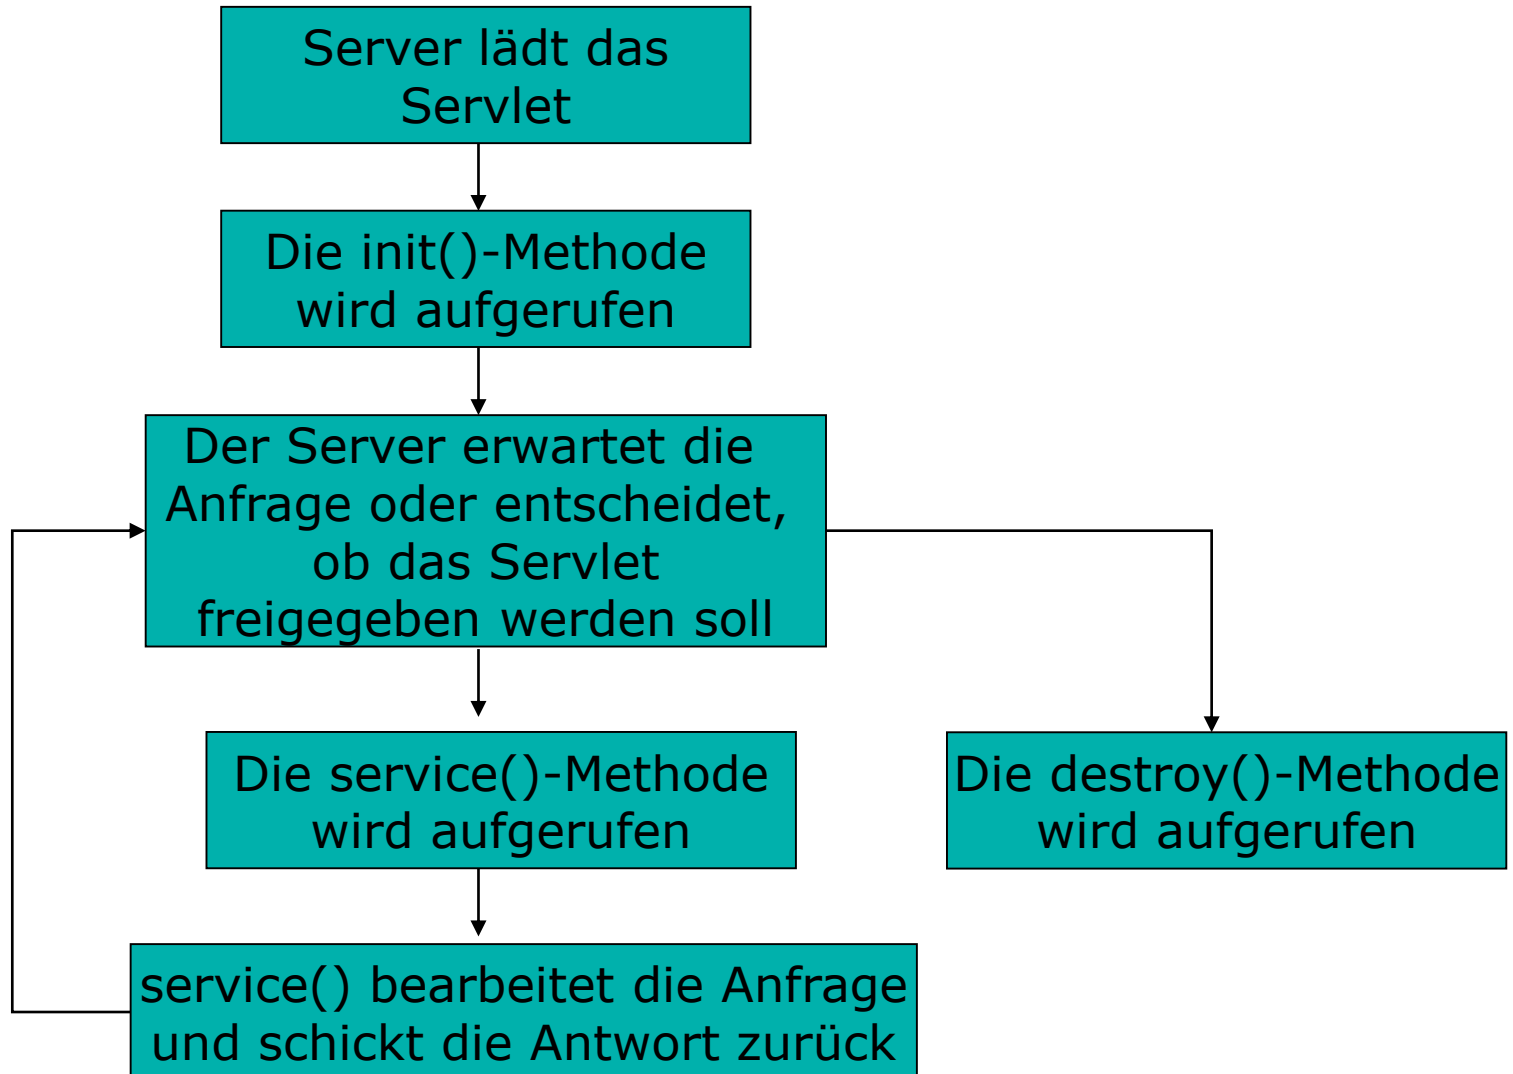 Server lädt das
Servlet
Die init()-Methode
wird aufgerufen
Der Server erwartet die
Anfrage oder entscheidet,
ob das Servlet
freigegeben werden soll
Die service()-Methode
wird aufgerufen
Die destroy()-Methode
wird aufgerufen
service() bearbeitet die Anfrage
und schickt die Antwort zurück